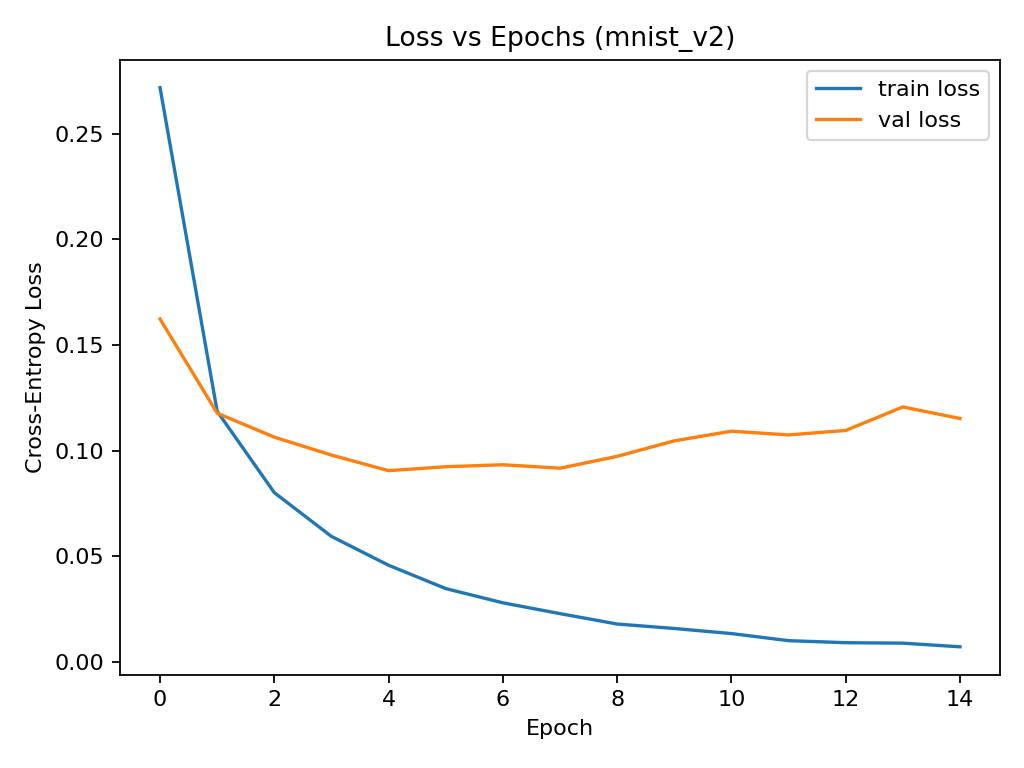 Loss vs Epochs (mnist_v2)
train loss
val loss
Cross-Entropy Loss
0.25
0.20
0.15
0.10
0.05
0.00
0 2 4 6 8 10 12 14
Epoch